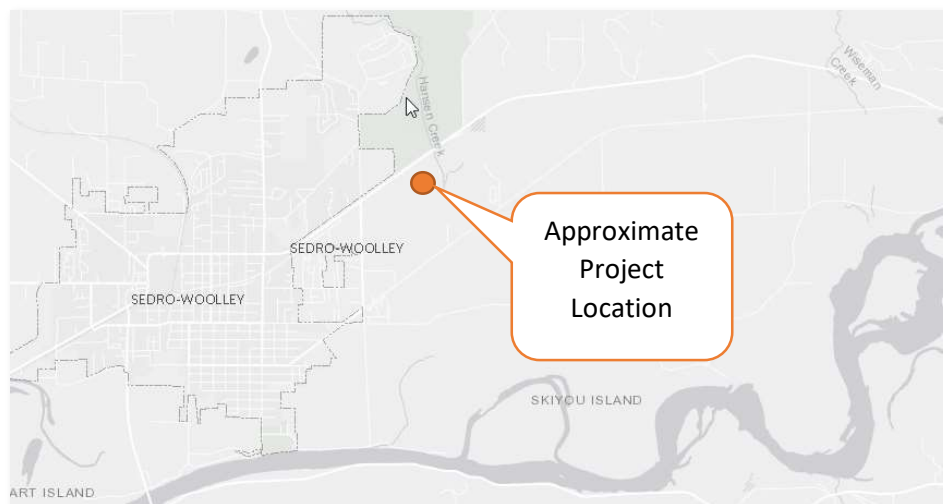 Wiseman
Creek
Hansen Creek
SEDRO-WOOLLEY
SEDRO-WOOLLEY
Approximate
Project
Location
SKIYOU ISLAND
ART ISLAND